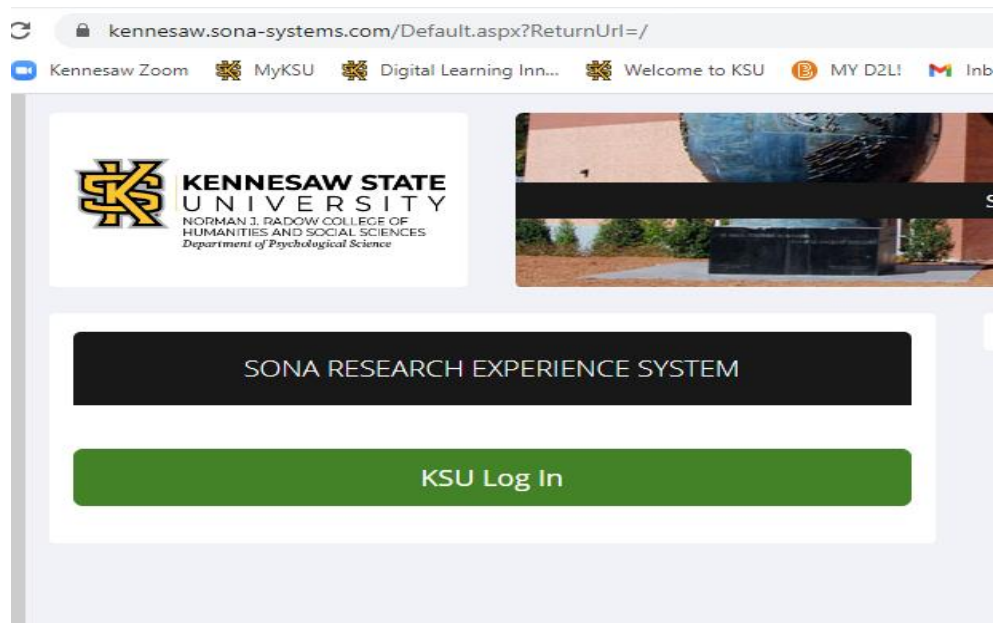 kennesaw.sona-systems.com/Default.aspx?ReturnUrl=/
Kennesaw Zoom MyKSU Digital Learning Inn... Welcome to KSU MY D2L! Inb
KENNESAW STATE
UNIVERSITY
NORMAN J. RADOW COLLEGE OF
HUMANITIES AND SOCIAL SCIENCES
Department of Psychological Science
S
SONA RESEARCH EXPERIENCE SYSTEM
KSU Log In